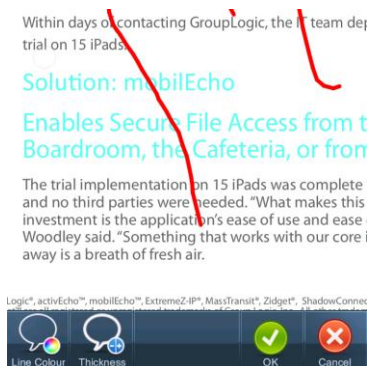 Within days of contacting GroupLogic, the IT team dep
trial on 15 iPads.
Solution: mobilEcho
Enables Secure File Access from t
Boardroom, the Cafeteria, or from
The trial implementation on 15 iPads was complete
and no third parties were needed. “What makes this
investment is the application’s ease of use and ease
Woodley said. “Something that works with our core i
away is a breath of fresh air.
Logic®, activEcho™, mobilEcho™, ExtremeZ-IP®, MassTransit®, Zidget®, ShadowConnec
Line Colour Thickness OK Cancel